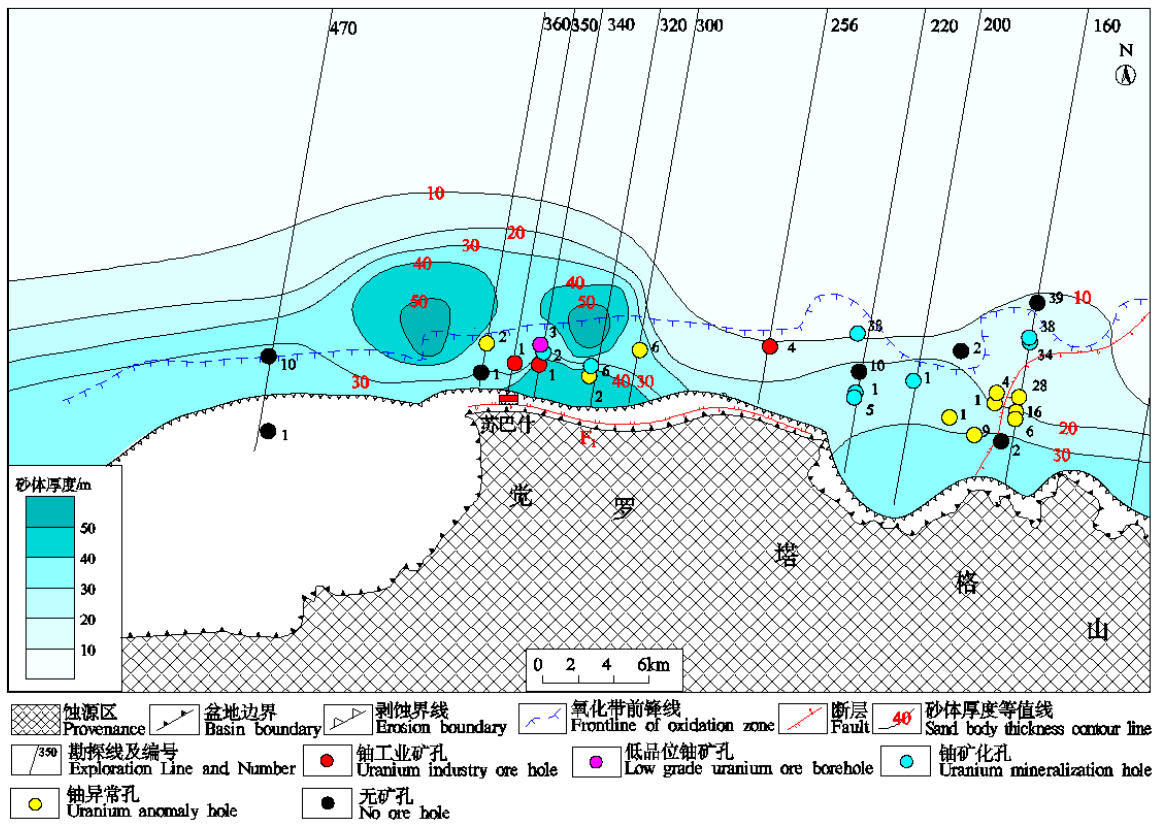 470
360
350
340
320
300
256
220
200
160
N
10
20
30
40
50
40
50
10
39
38
34
38
2
3
1
2
6
6
4
10
2
10
1
1
1
1
5
4
1
28
16
6
1
9
2
20
30
30
40
30
2
1
苏巴什
F₁
觉
罗
塔
格
山
砂体厚度/m
50
40
30
20
10
0 2 4 6km
蚀源区
Provenance
盆地边界
Basin boundary
剥蚀界线
Erosion boundary
氧化带前锋线
Frontline of oxidation zone
断层
Fault
40
砂体厚度等值线
Sand body thickness contour line
350
勘探线及编号
Exploration Line and Number
铀工业矿孔
Uranium industry ore hole
低品位铀矿孔
Low grade uranium ore borehole
铀矿化孔
Uranium mineralization hole
铀异常孔
Uranium anomaly hole
无矿孔
No ore hole